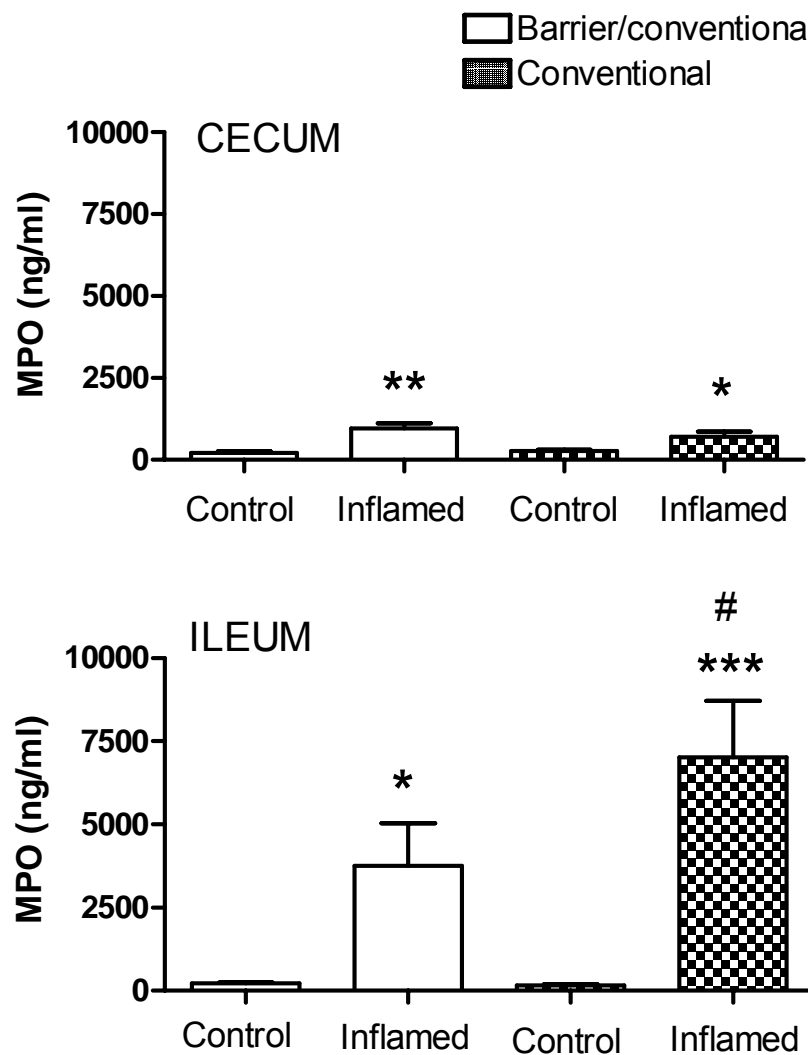 Barrier/conventiona
Conventional
CECUM
MPO (ng/ml)
10000
7500
5000
2500
0
** 
*
Control Inflamed Control Inflamed
ILEUM
MPO (ng/ml)
10000
7500
5000
2500
0
#
***
*
Control Inflamed Control Inflamed